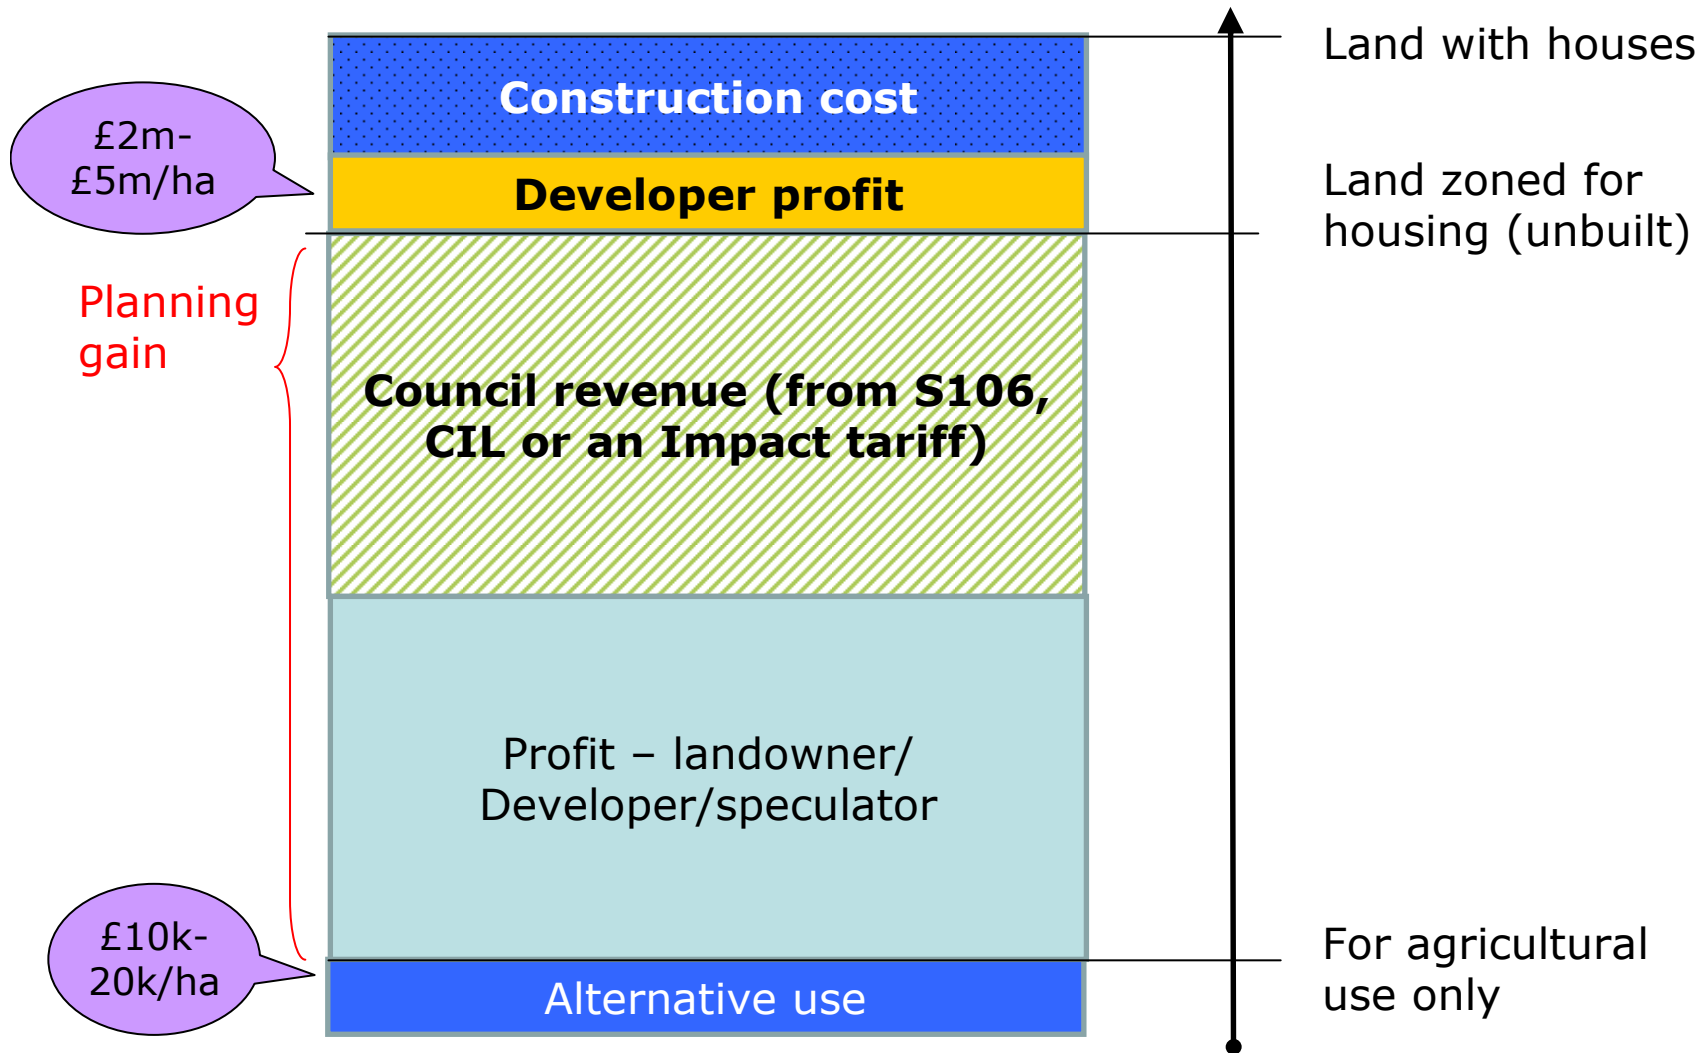 Land with houses
Construction cost
£2m-
£5m/ha
Developer profit
Land zoned for
housing (unbuilt)
Planning
gain
Council revenue (from S106,
CIL or an Impact tariff)
Profit – landowner/
Developer/speculator
£10k-
20k/ha
Alternative use
For agricultural
use only